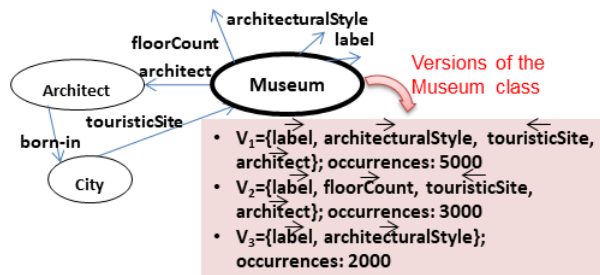 architecturalStyle
floorCount
label
architect
Museum
Architect
touristicSite
born-in
City
Versions of the
Museum class
• V₁={label, architecturalStyle, touristicSite,
architect}; occurrences: 5000
• V₂={label, floorCount, touristicSite,
architect}; occurrences: 3000
• V₃={label, architecturalStyle};
occurrences: 2000